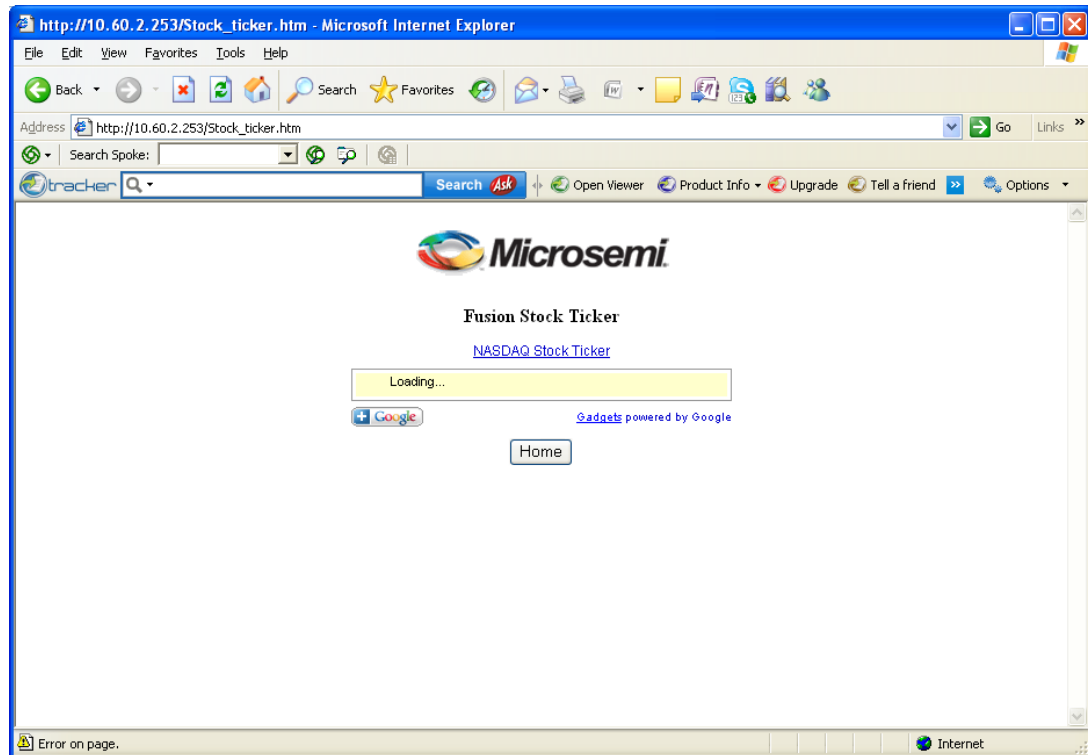 http://10.60.2.253/Stock_ticker.htm - Microsoft Internet Explorer
File Edit View Favorites Tools Help
Back Search Favorites
Address http://10.60.2.253/Stock_ticker.htm Go Links »
Search Spoke:
etracker Search Ask Open Viewer Product Info Upgrade Tell a friend » Options
Microsemi.
Fusion Stock Ticker
NASDAQ Stock Ticker
Loading...
+ Google Gadgets powered by Google
Home
Error on page. Internet